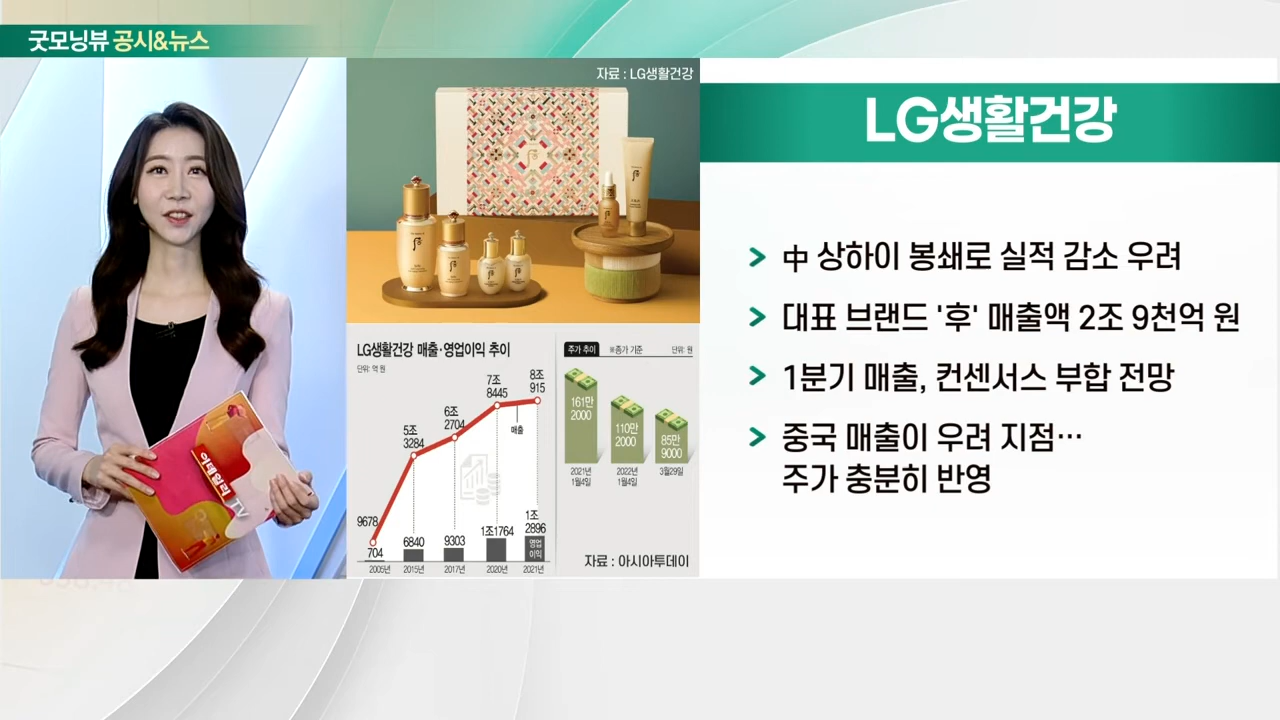 굿모닝뷰 공시&뉴스
자료 : LG생활건강
LG생활건강
中 상하이 봉쇄로 실적 감소 우려
대표 브랜드 '후' 매출액 2조 9천억 원
1분기 매출, 컨센서스 부합 전망
중국 매출이 우려 지점…
주가 충분히 반영
이데일리 TV
LG생활건강 매출·영업이익 추이
단위: 억 원
9678
5조
3284
6조
2704
7조
8445
8조
915
매출
704
6840
9303
1조1764
1조
2896
영업
이익
2005년
2015년
2017년
2020년
2021년
주가 추이
※종가 기준
단위: 원
161만
2000
110만
2000
85만
9000
2021년
1월4일
2022년
1월4일
3월29일
자료 : 아시아투데이